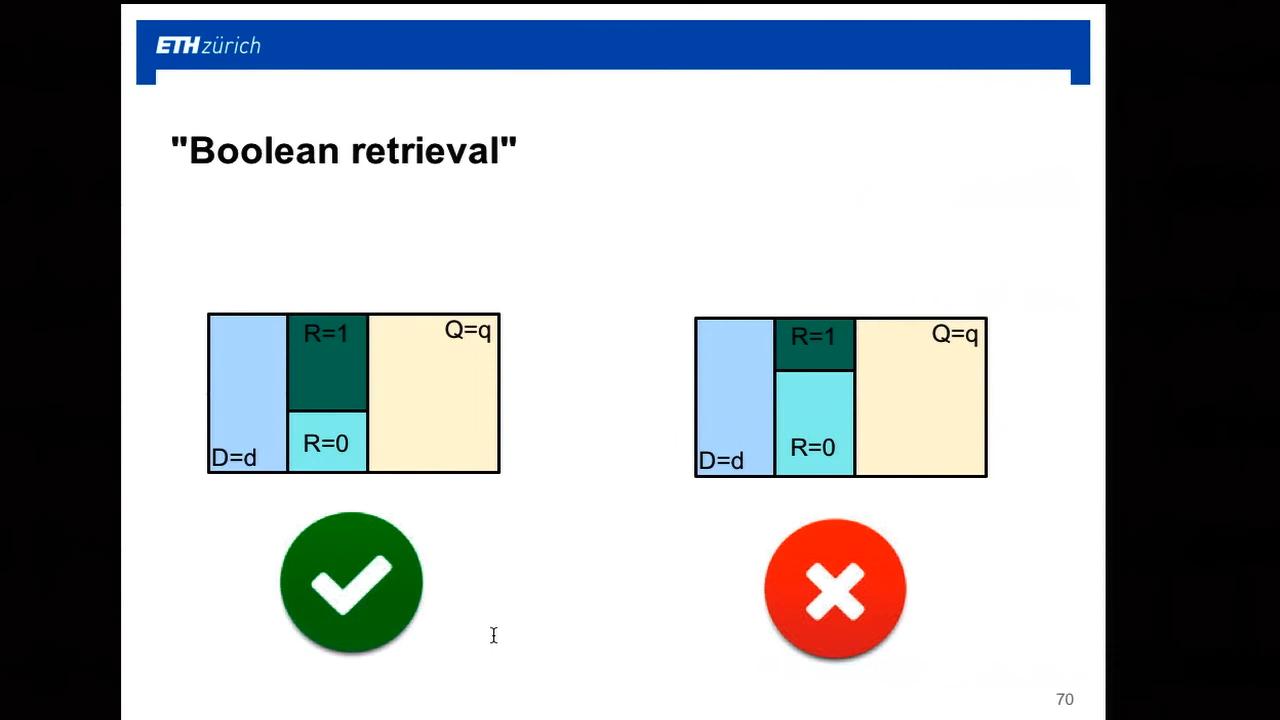 ETH zürich
"Boolean retrieval"
R=1
Q=q
R=0
D=d
R=1
Q=q
R=0
D=d
70